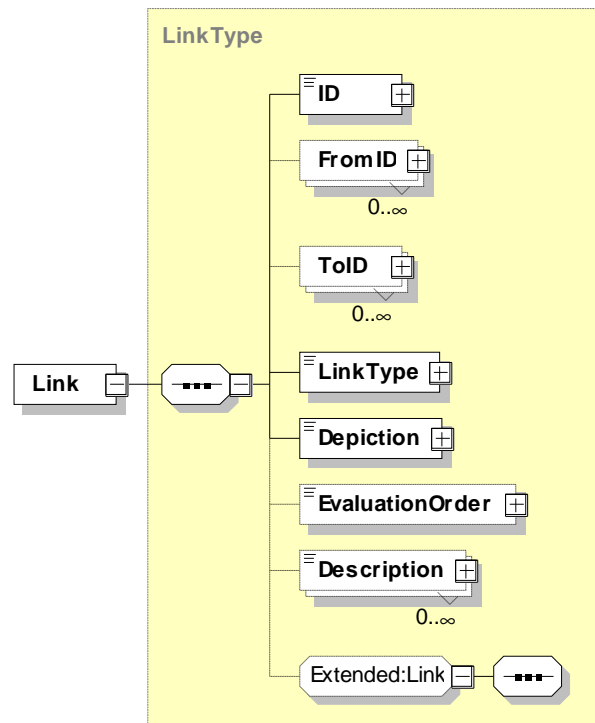 LinkType
ID
FromID
0..∞
ToID
0..∞
Link
LinkType
Depiction
EvaluationOrder
Description
0..∞
Extended:Link